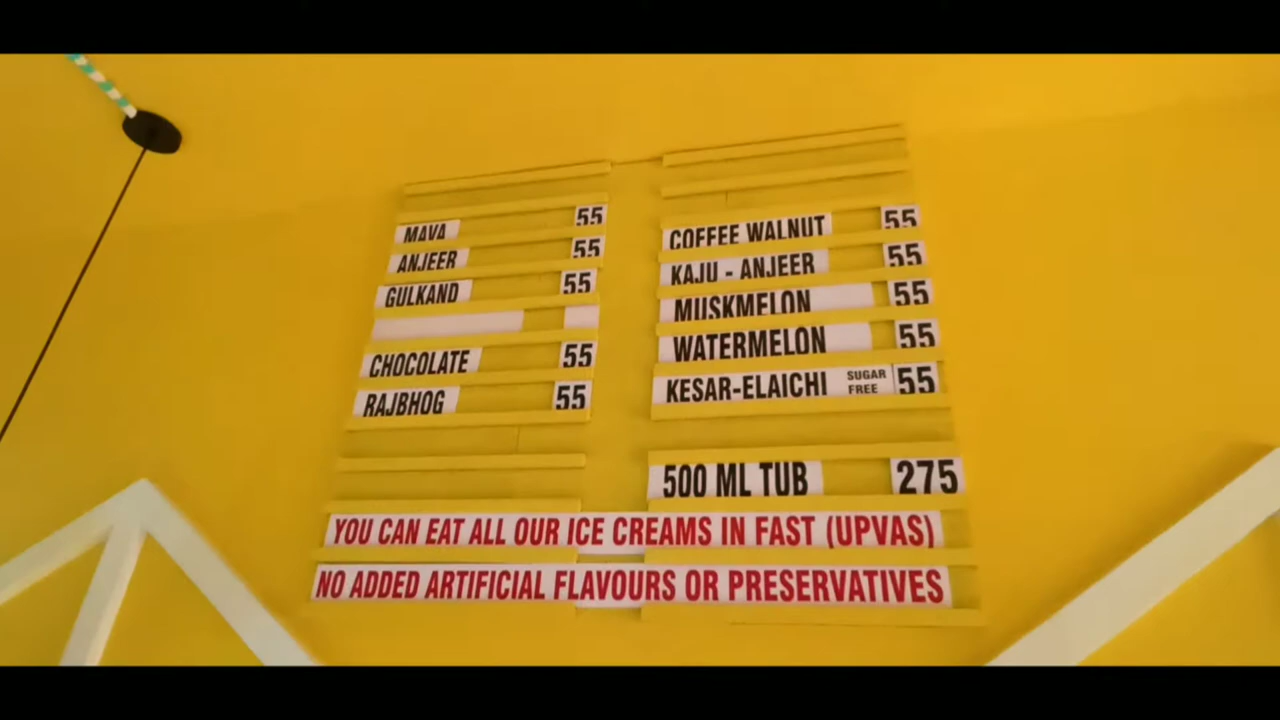 MAVA 55
ANJEER 55
GULKAND 55
CHOCOLATE 55
RAJBHOG 55
COFFEE WALNUT 55
KAJU - ANJEER 55
MUSKMELON 55
WATERMELON 55
KESAR-ELAICHI SUGAR FREE 55
500 ML TUB 275
YOU CAN EAT ALL OUR ICE CREAMS IN FAST (UPVAS)
NO ADDED ARTIFICIAL FLAVOURS OR PRESERVATIVES